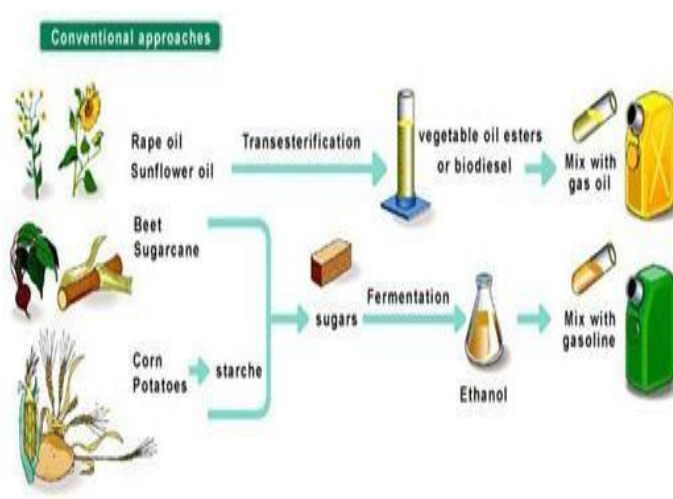 Conventional approaches
Rape oil
Sunflower oil
Transesterification
vegetable oil esters
or biodiesel
Mix with
gas oil
Beet
Sugarcane
sugars
Fermentation
Ethanol
Mix with
gasoline
Corn
Potatoes
starche